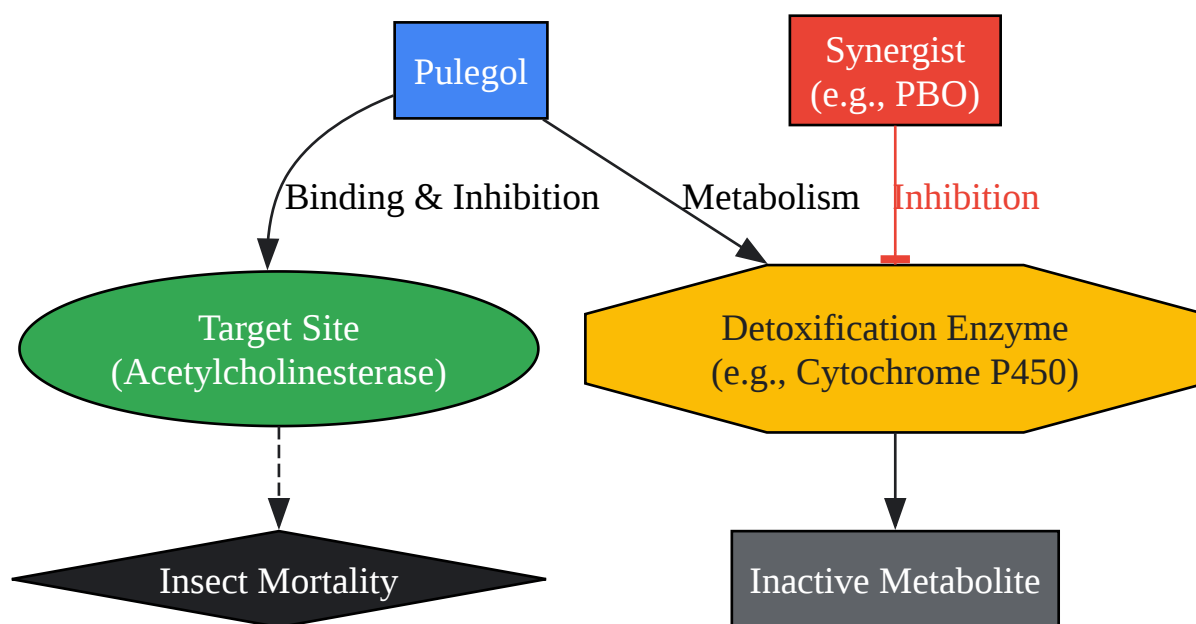 Pulegol
Synergist
(e.g., PBO)
Binding & Inhibition
Metabolism
Inhibition
Target Site
(Acetylcholinesterase)
Detoxification Enzyme
(e.g., Cytochrome P450)
Insect Mortality
Inactive Metabolite